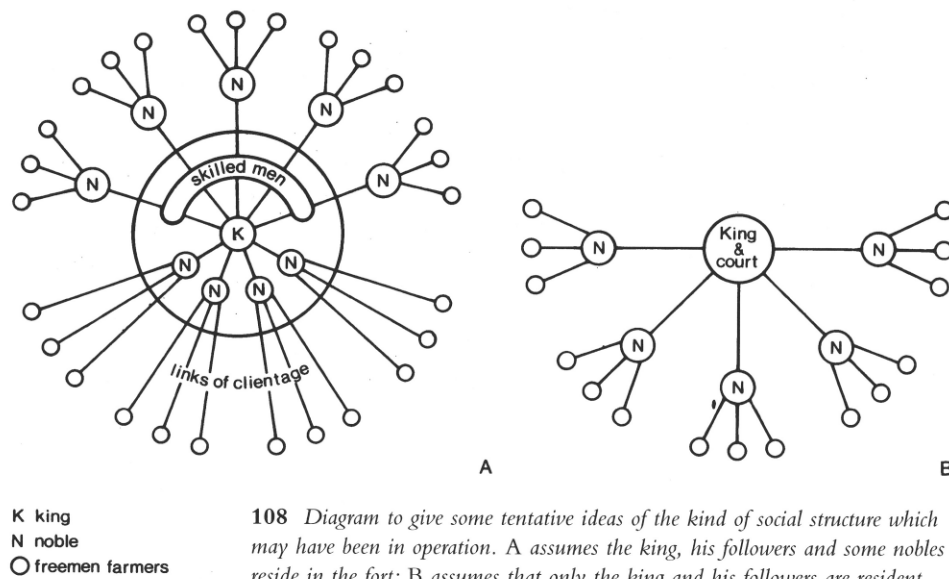 N
N
N
N
N
skilled men
K
N
N
N
N
links of clientage
A
King
&
court
N
N
N
N
N
B
K king
N noble
freemen farmers
108 Diagram to give some tentative ideas of the kind of social structure which
may have been in operation. A assumes the king, his followers and some nobles
reside in the fort; B assumes that only the king and his followers are resident